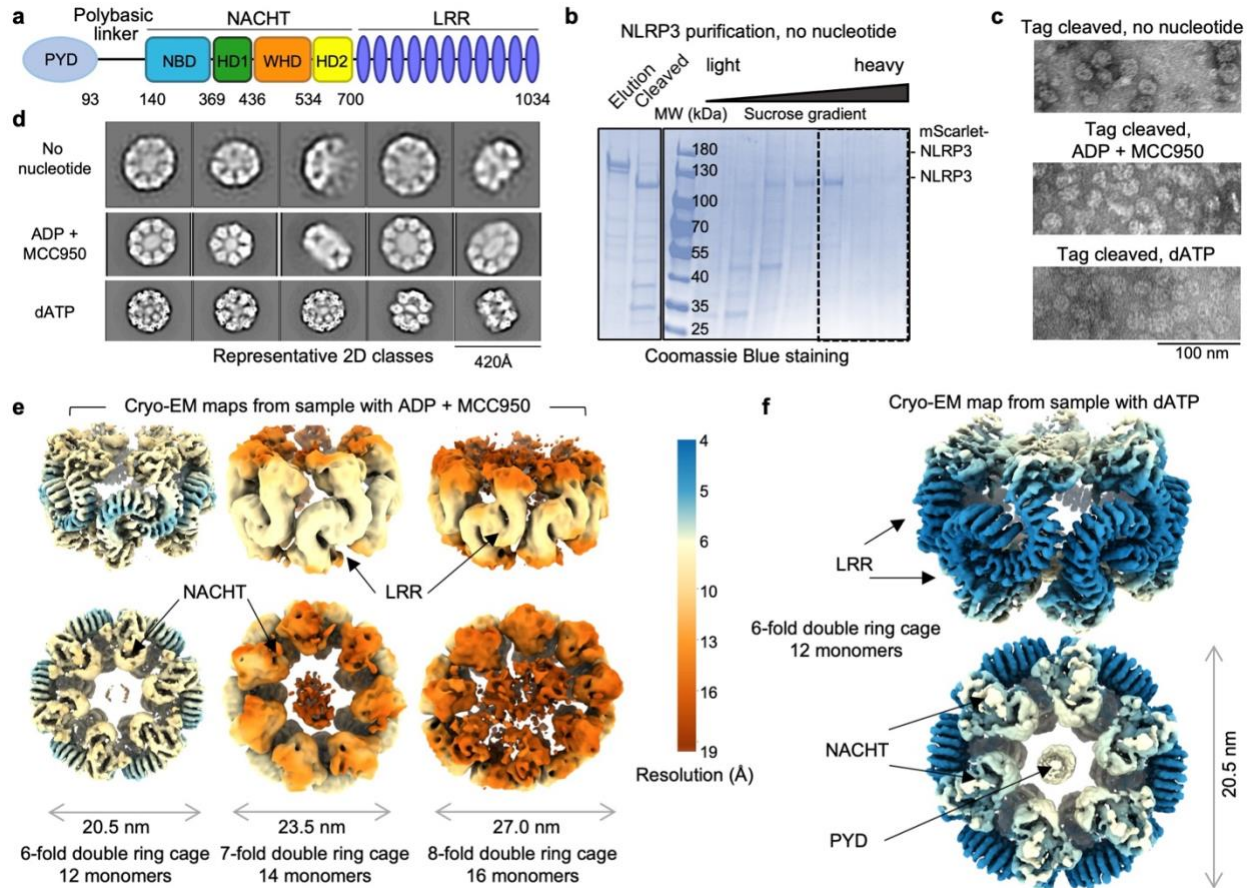 a
Polybasic
linker
NACHT
LRR
PYD
NBD
HD1
WHD
HD2
93
140
369
436
534
700
1034
b
NLRP3 purification, no nucleotide
Elution
Cleaved
light
heavy
MW (kDa)
Sucrose gradient
mScarlet-
NLRP3
NLRP3
180
130
100
70
55
40
35
25
Coomassie Blue staining
c
Tag cleaved, no nucleotide
Tag cleaved,
ADP + MCC950
Tag cleaved, dATP
100 nm
d
No
nucleotide
ADP +
MCC950
dATP
Representative 2D classes
420Å
e
Cryo-EM maps from sample with ADP + MCC950
NACHT
LRR
20.5 nm
6-fold double ring cage
12 monomers
23.5 nm
7-fold double ring cage
14 monomers
27.0 nm
8-fold double ring cage
16 monomers
4
5
6
10
13
16
19
Resolution (Å)
f
Cryo-EM map from sample with dATP
LRR
6-fold double ring cage
12 monomers
NACHT
PYD
20.5 nm